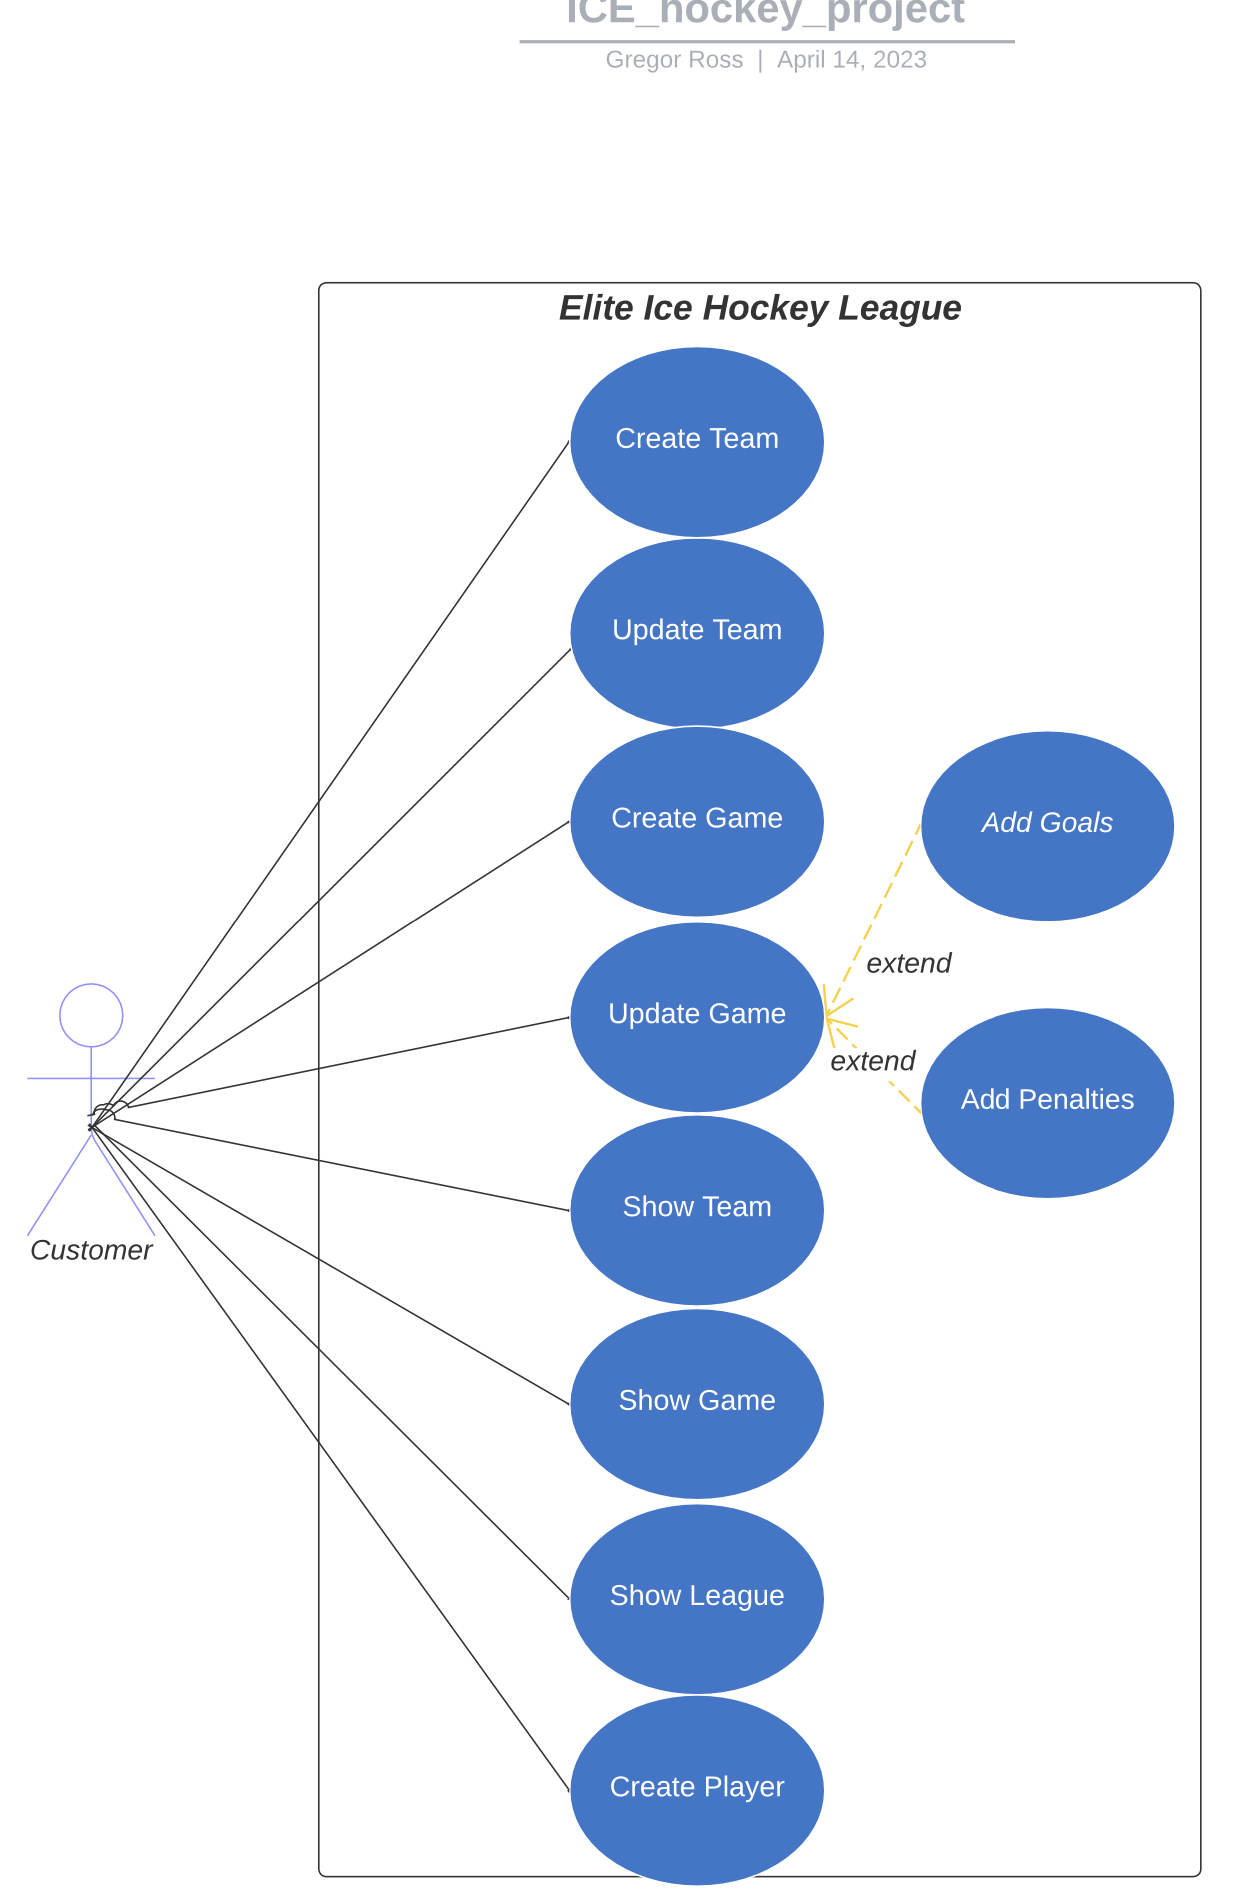 ICE_hockey_project
Gregor Ross | April 14, 2023
Elite Ice Hockey League
Create Team
Update Team
Create Game
Add Goals
extend
Update Game
extend
Add Penalties
Show Team
Customer
Show Game
Show League
Create Player